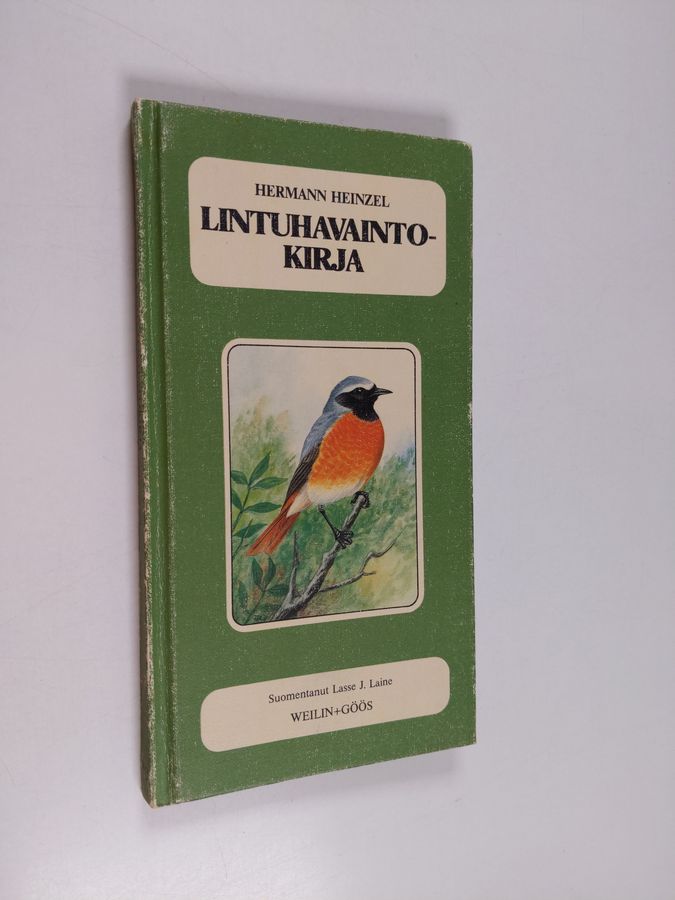 HERMANN HEINZEL
LINTUHAVAINTO-
KIRJA
Suomentanut Lasse J. Laine
WEILIN+GÖÖS